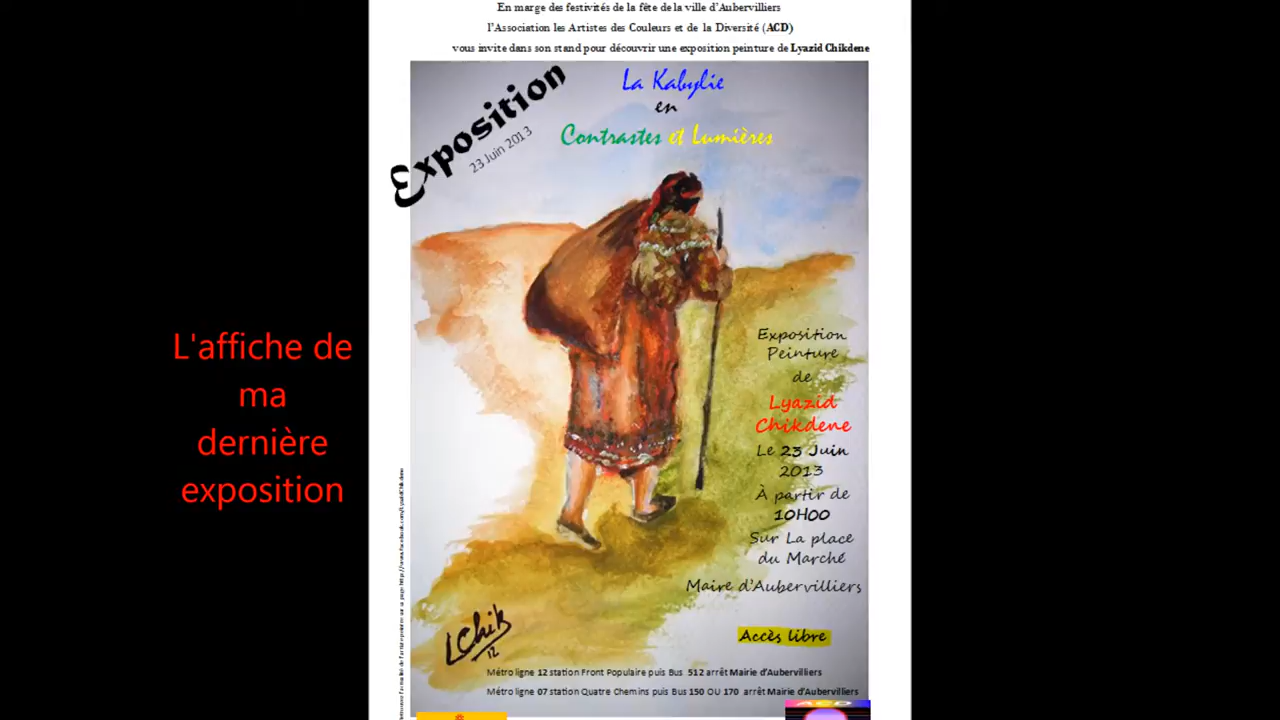 En marge des festivités de la fête de la ville d'Aubervilliers
l'Association les Artistes des Couleurs et de la Diversité (ACD)
vous invite dans son stand pour découvrir une exposition peinture de Lyazid Chikdene
Exposition
23 Juin 2013
La Kabylie
en
Contrastes et Lumières
L'affiche de
ma
dernière
exposition
Exposition
Peinture
de
Lyazid
Chikdene
Le 23 Juin
2013
À partir de
10H00
Sur La place
du Marché
Maire d'Aubervilliers
Accès libre
LChik
12
Métro ligne 12 station Front Populaire puis Bus 512 arrêt Mairie d'Aubervilliers
Métro ligne 07 station Quatre Chemins puis Bus 150 OU 170 arrêt Mairie d'Aubervilliers
ACD